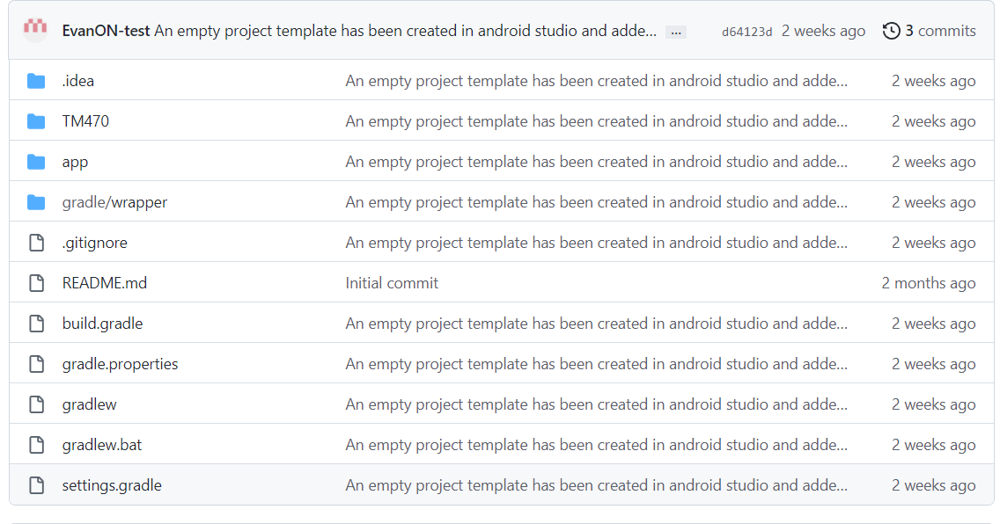 EvanON-test An empty project template has been created in android studio and adde... ... d64123d 2 weeks ago 3 commits
.idea An empty project template has been created in android studio and adde... 2 weeks ago
TM470 An empty project template has been created in android studio and adde... 2 weeks ago
app An empty project template has been created in android studio and adde... 2 weeks ago
gradle/wrapper An empty project template has been created in android studio and adde... 2 weeks ago
.gitignore An empty project template has been created in android studio and adde... 2 weeks ago
README.md Initial commit 2 months ago
build.gradle An empty project template has been created in android studio and adde... 2 weeks ago
gradle.properties An empty project template has been created in android studio and adde... 2 weeks ago
gradlew An empty project template has been created in android studio and adde... 2 weeks ago
gradlew.bat An empty project template has been created in android studio and adde... 2 weeks ago
settings.gradle An empty project template has been created in android studio and adde... 2 weeks ago